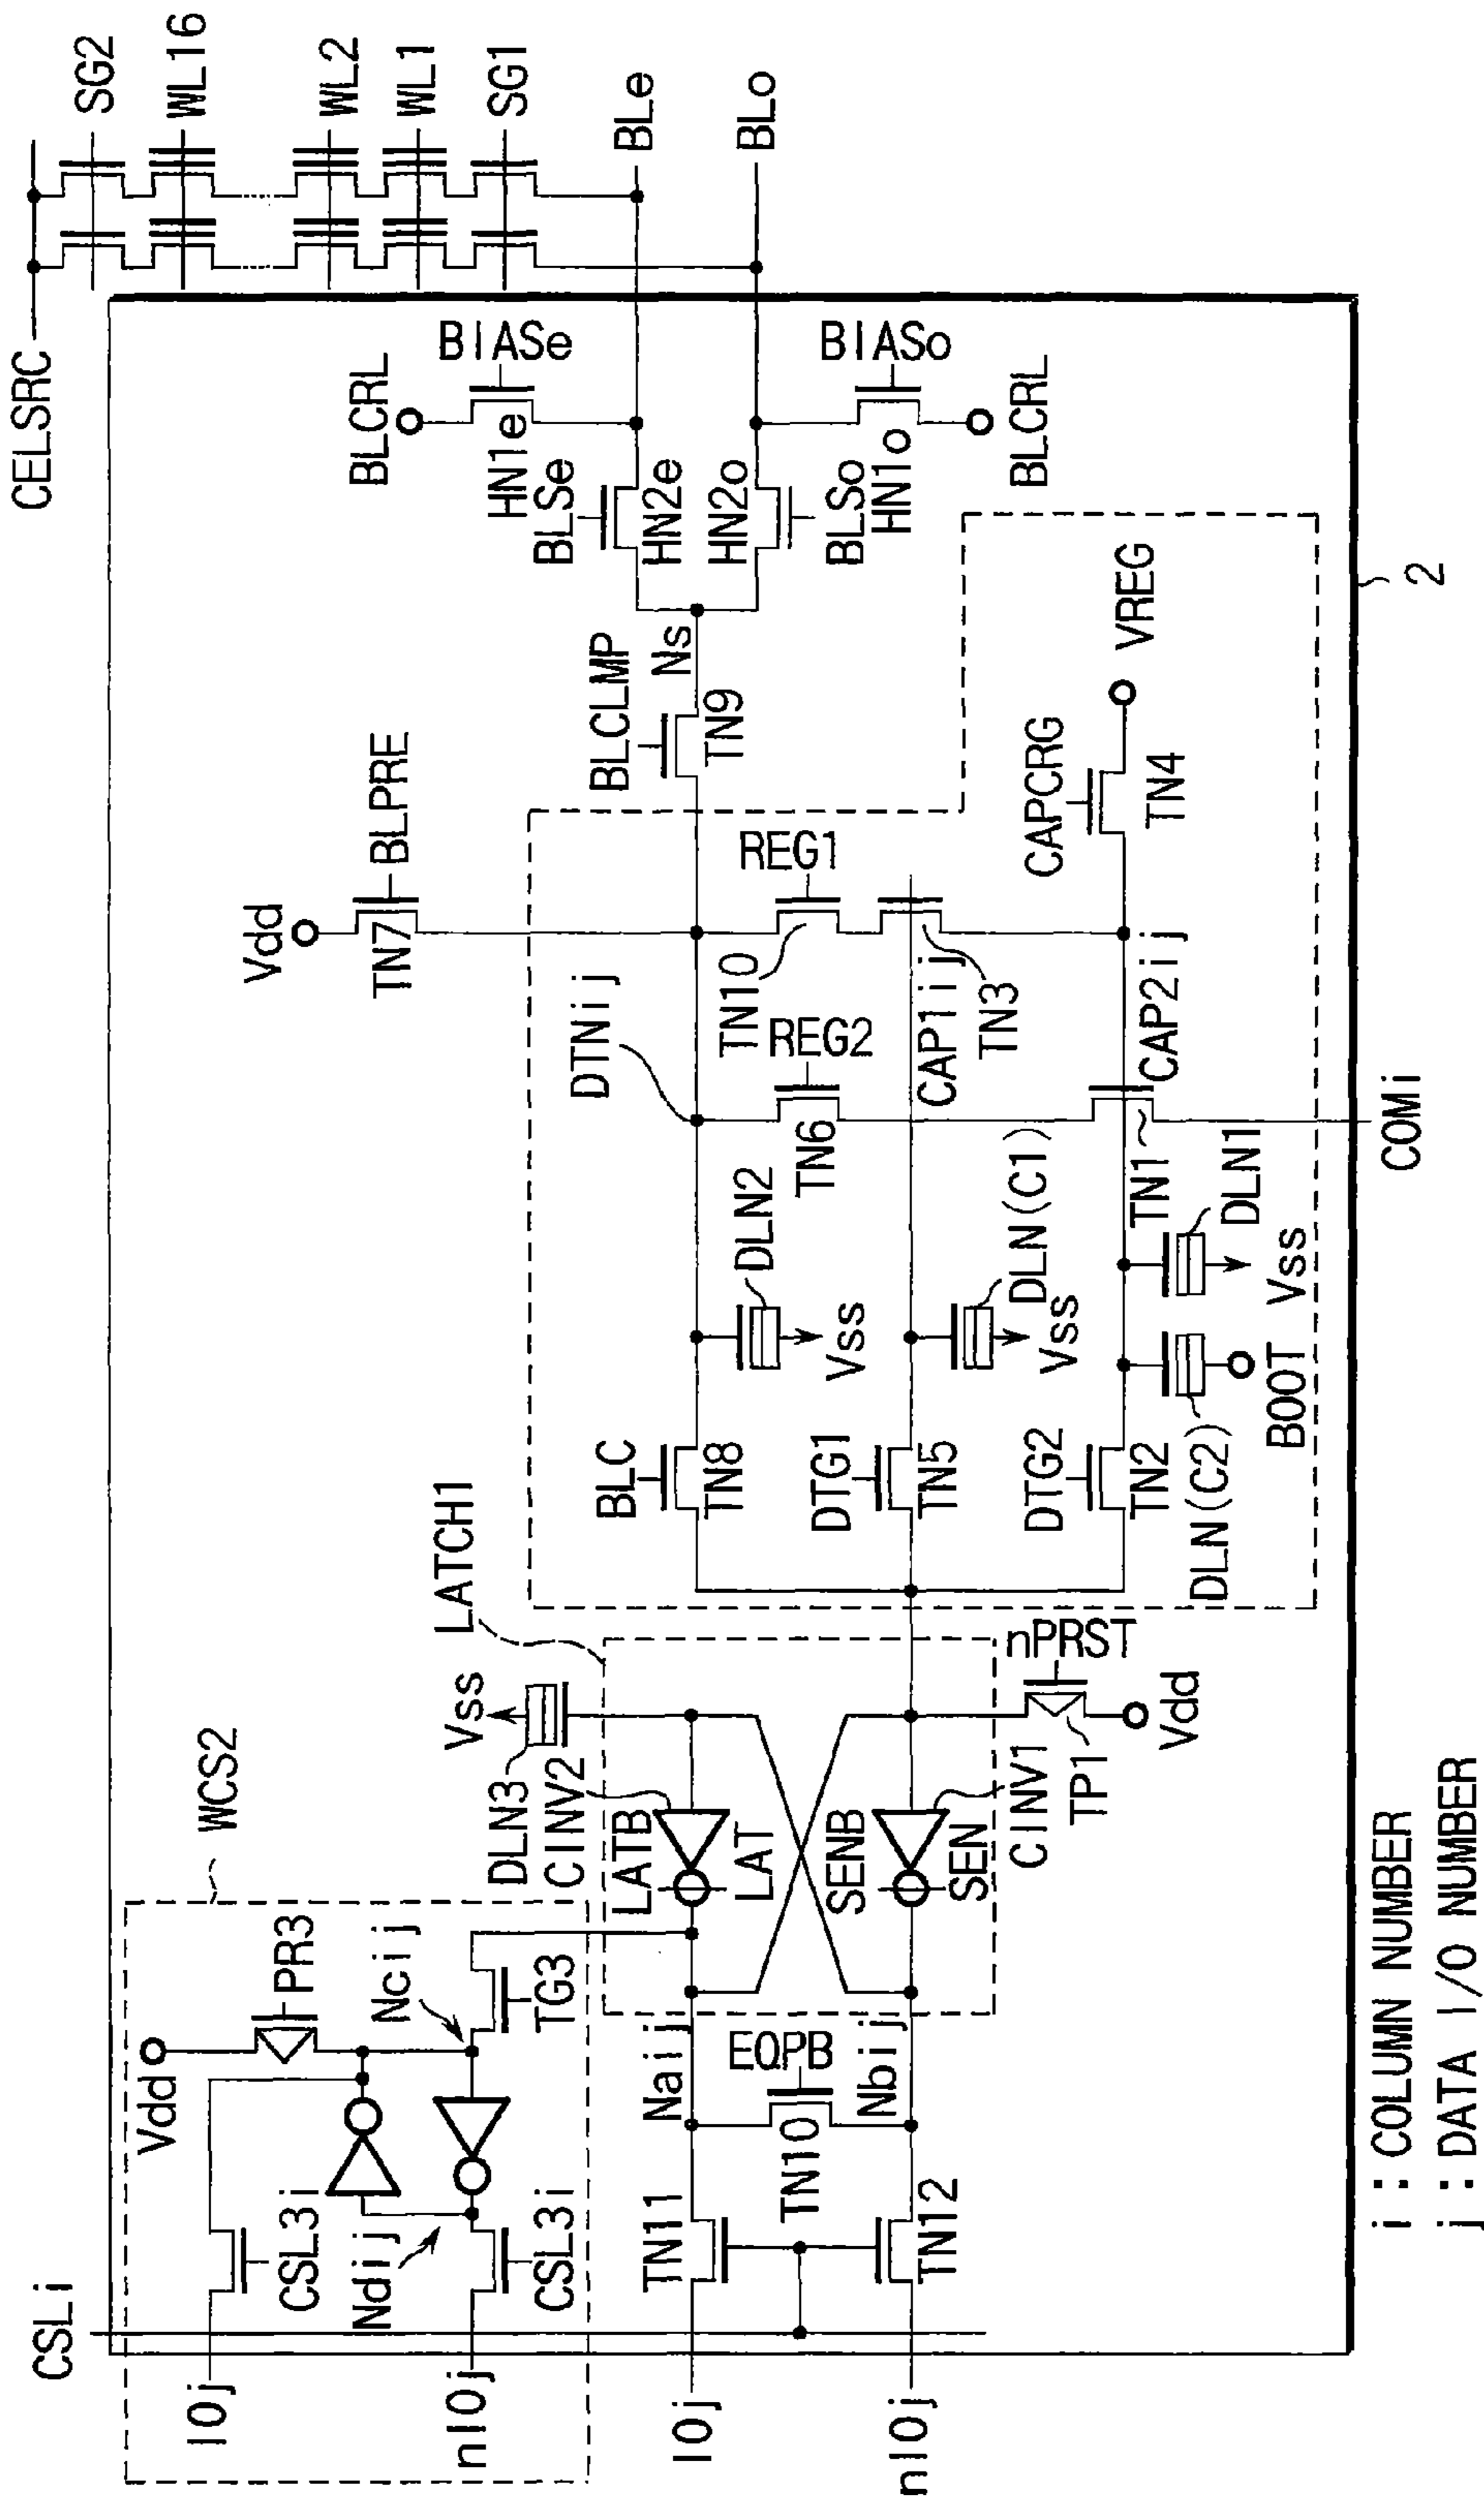 CELSRC
SG2
WL16
WL2
WL1
SG1
BLe
BLo
BLCRL
BIASe
HN1e
BLSe
HN2e
HN2o
BLSo
HN1o
BIASo
BLCRL
2
Ns
BLCLMP
TN9
VREG
CAPCRG
TN4
BLPRE
Vdd
TN7
REG1
TN10
CAP1ij
TN3
DTNij
REG2
TN6
CAP2ij
TN1
COMi
DLN2
Vss
DLN(C1)
Vss
DLN1
Vss
BOOT
DLN(C2)
BLC
TN8
DTG1
TN5
DTG2
TN2
LATCH1
nPRST
Vss
DLN3
CINV2
LATB
LAT
SENB
SEN
CINV1
TP1
Vdd
WCS2
PR3
Ncij
TG3
Vdd
Naij
EQPB
Nbij
TN10
TN11
TN12
CSL3i
Ndij
CSL3i
CSLi
IOj
nIOj
IOj
nIOj
i : COLUMN NUMBER
j : DATA I/O NUMBER